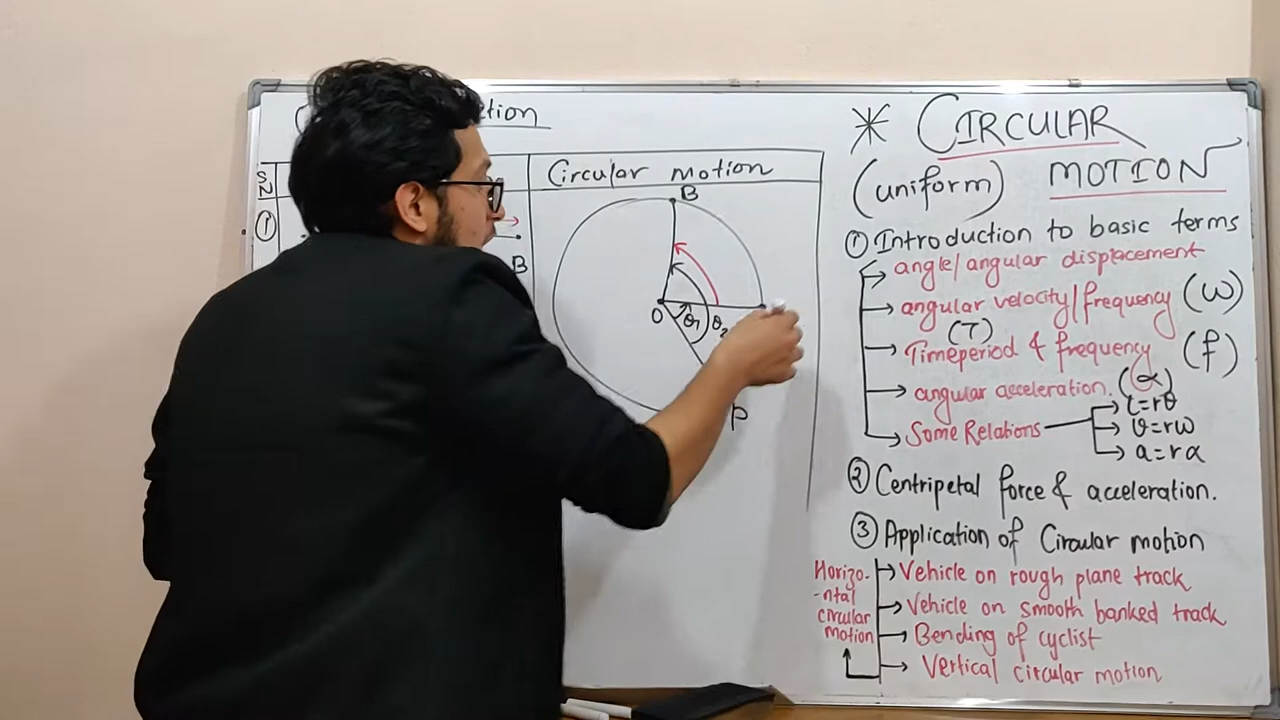 tion
S
N
Circular motion
①
B
B
O
θ1
θ2
P
* CIRCULAR
(uniform) MOTION
① Introduction to basic terms
angle/angular displacement
angular velocity/frequency (ω)
(T)
Timeperiod & frequency (f)
angular acceleration. (α)
Some Relations
l=rθ
v=rω
a=rα
② Centripetal force & acceleration.
③ Application of Circular motion
Horizo-
-ntal
circular
motion
Vehicle on rough plane track
Vehicle on smooth banked track
Bending of cyclist
Vertical circular motion